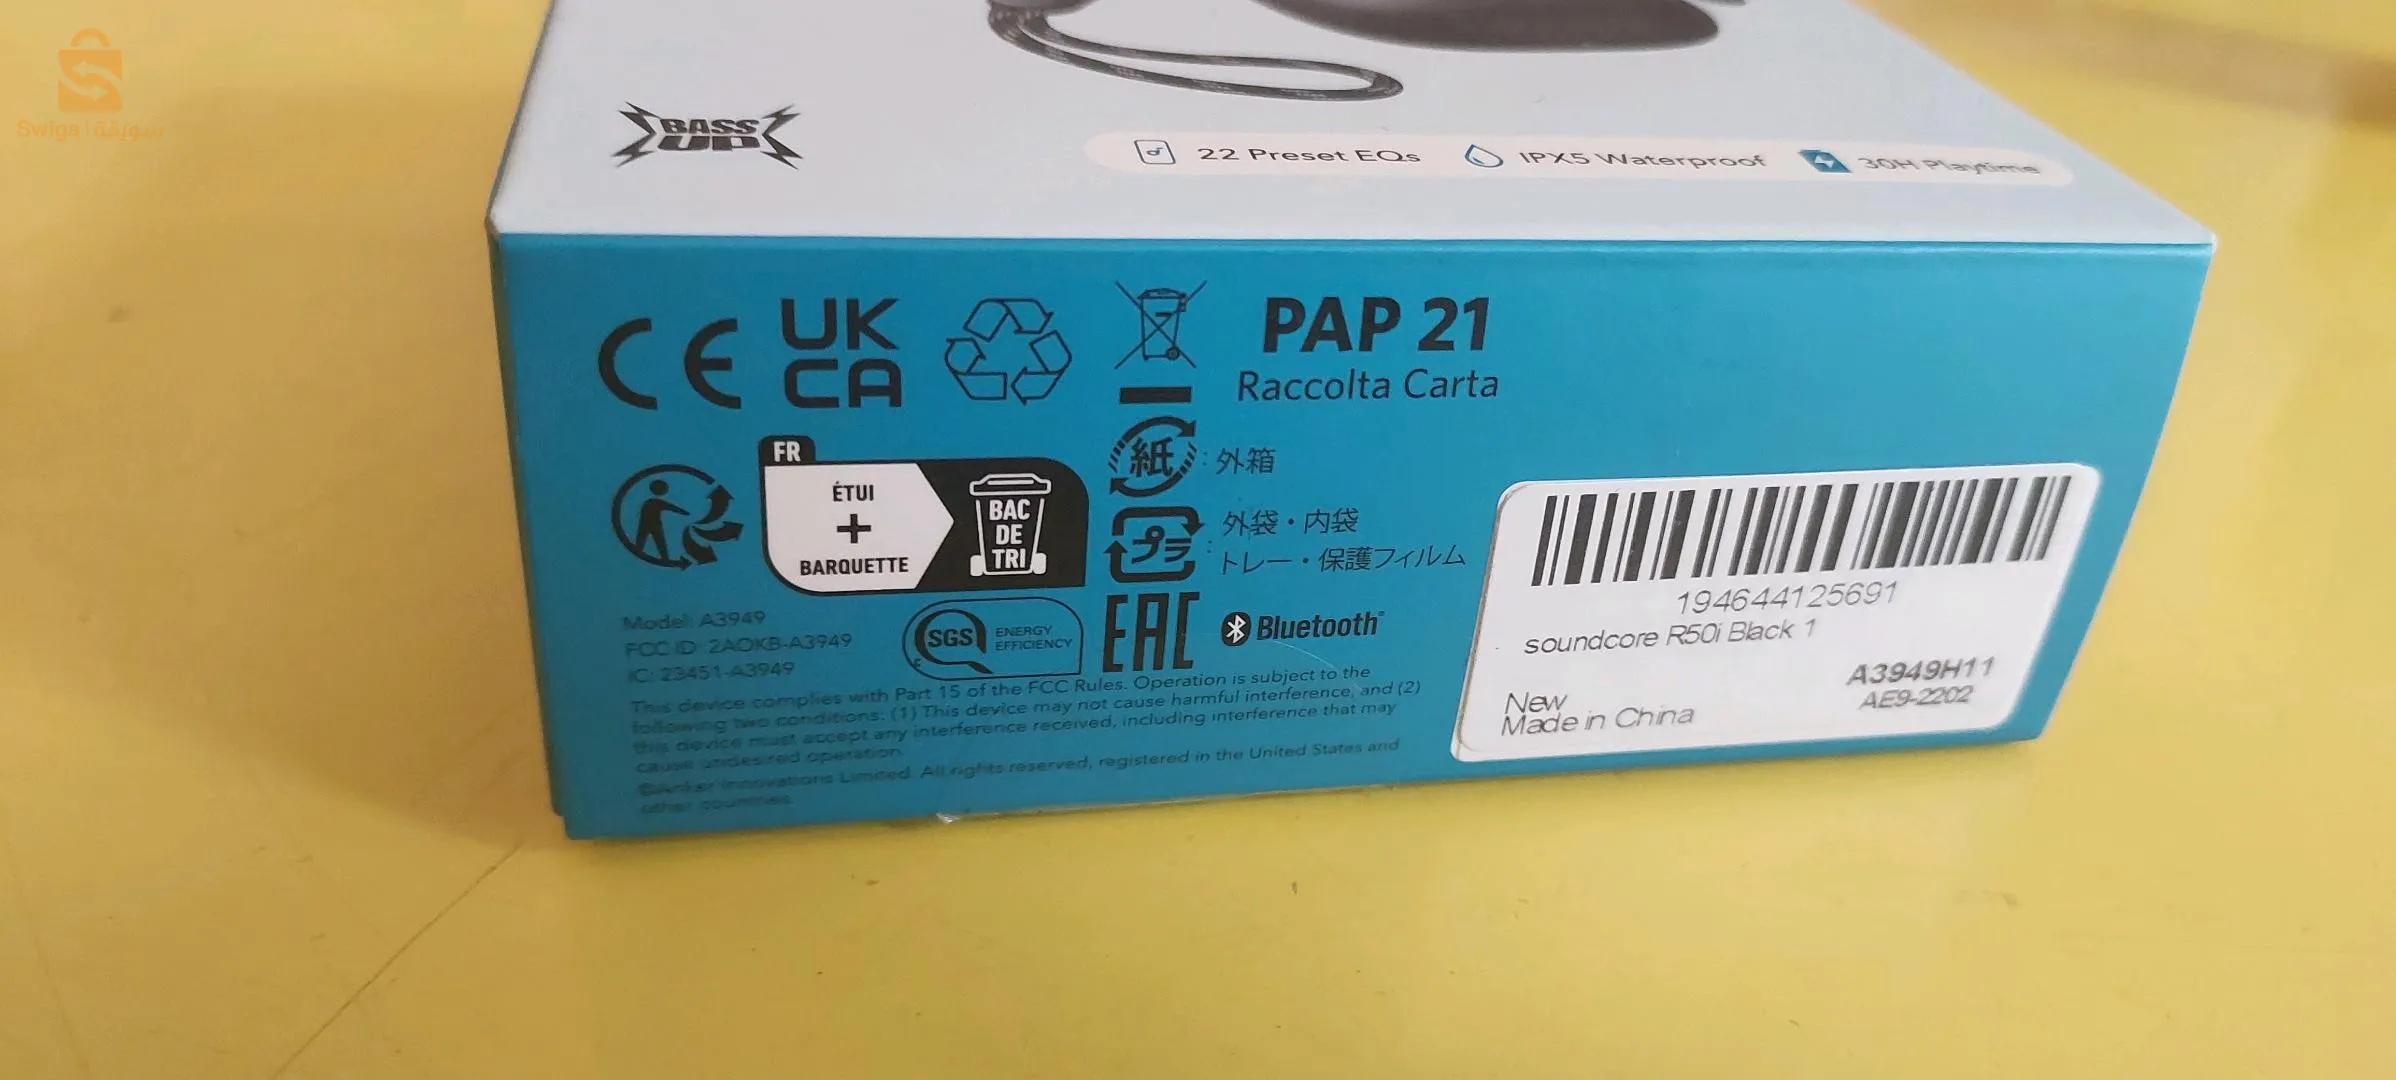 Swiga | سويقة
BASS
UP
22 Preset EQs
IPX5 Waterproof
30H Playtime
CE
UK
CA
PAP 21
Raccolta Carta
FR
ÉTUI
+
BARQUETTE
BAC
DE
TRI
紙 : 外箱
プラ : 外袋・内袋
トレー・保護フィルム
Model: A3949
FCC ID: 2AOKB-A3949
IC: 23451-A3949
SGS
ENERGY
EFFICIENCY
EAC
Bluetooth
This device complies with Part 15 of the FCC Rules. Operation is subject to the
following two conditions: (1) This device may not cause harmful interference, and (2)
this device must accept any interference received, including interference that may
cause undesired operation.
©Anker Innovations Limited. All rights reserved, registered in the United States and
other countries.
194644125691
soundcore R50i Black 1
A3949H11
AE9-2202
New
Made in China